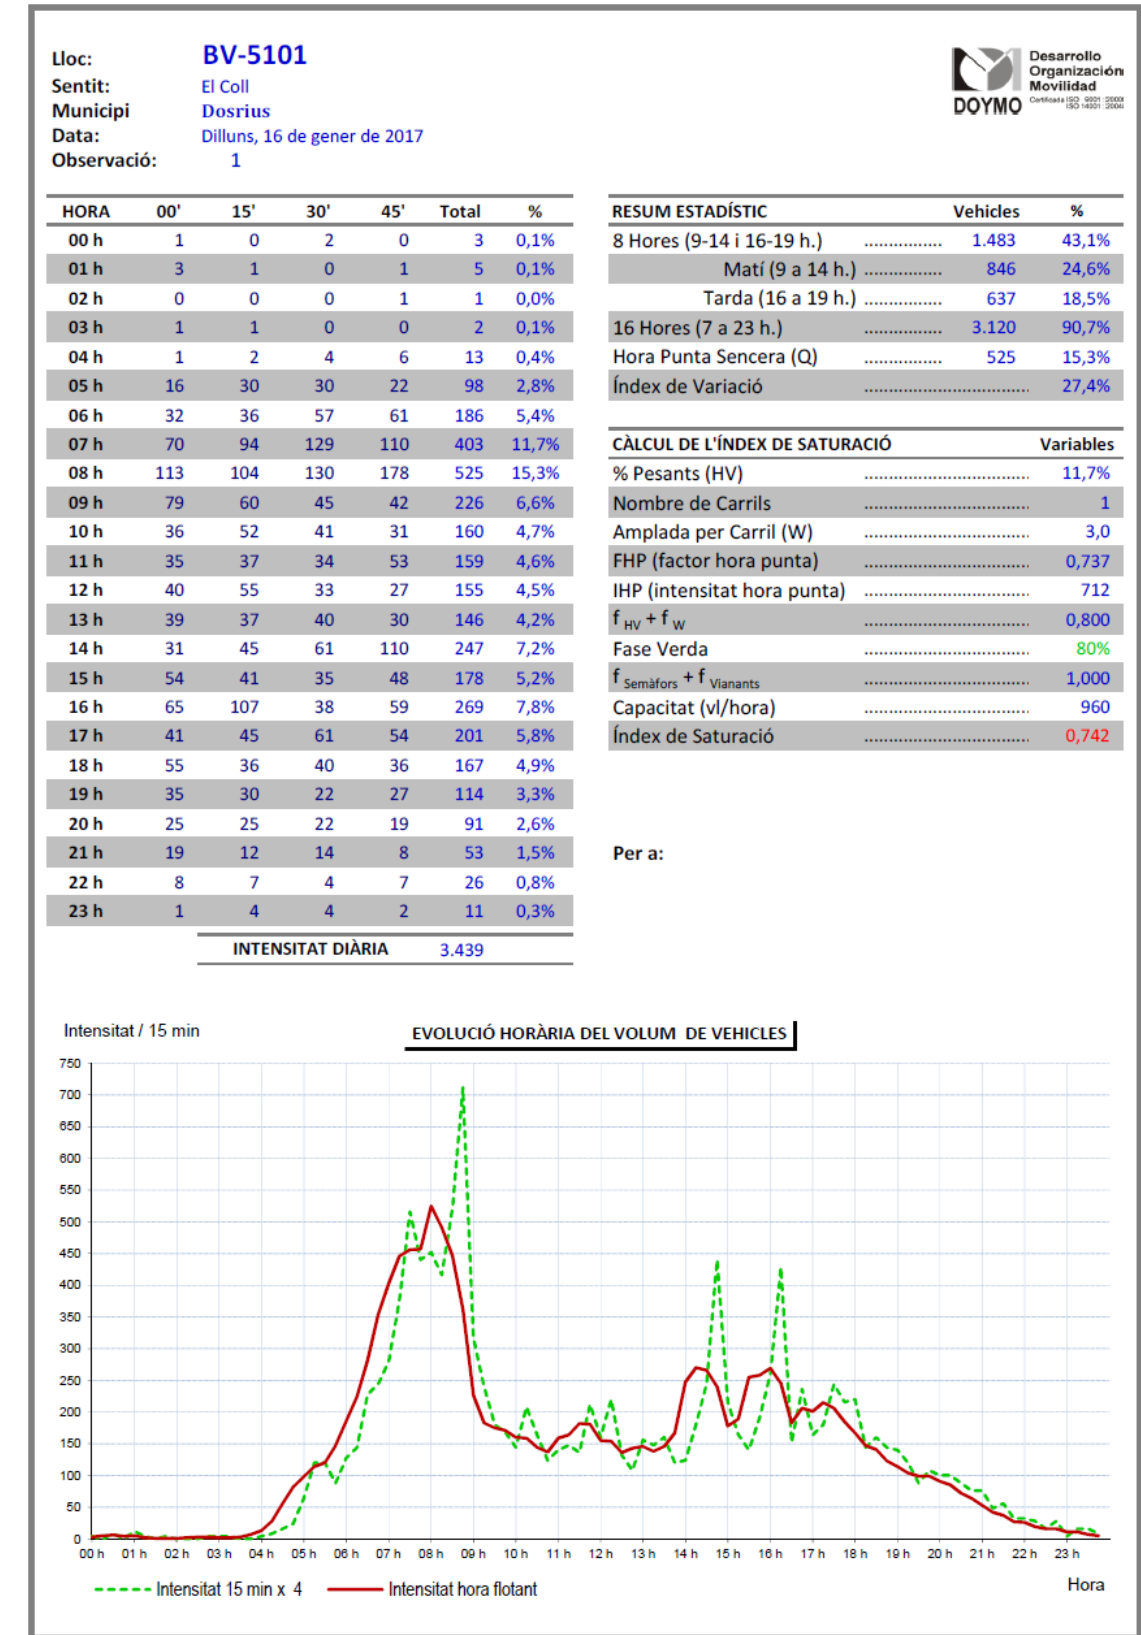 Lloc: BV-5101
Sentit: El Coll
Municipi Dosrius
Data: Dilluns, 16 de gener de 2017
Observació: 1
Desarrollo
Organización
Movilidad
DOYMO
HORA 00' 15' 30' 45' Total %
00 h 1 0 2 0 3 0,1%
01 h 3 1 0 1 5 0,1%
02 h 0 0 0 1 1 0,0%
03 h 1 1 0 0 2 0,1%
04 h 1 2 4 6 13 0,4%
05 h 16 30 30 22 98 2,8%
06 h 32 36 57 61 186 5,4%
07 h 70 94 129 110 403 11,7%
08 h 113 104 130 178 525 15,3%
09 h 79 60 45 42 226 6,6%
10 h 36 52 41 31 160 4,7%
11 h 35 37 34 53 159 4,6%
12 h 40 55 33 27 155 4,5%
13 h 39 37 40 30 146 4,2%
14 h 31 45 61 110 247 7,2%
15 h 54 41 35 48 178 5,2%
16 h 65 107 38 59 269 7,8%
17 h 41 45 61 54 201 5,8%
18 h 55 36 40 36 167 4,9%
19 h 35 30 22 27 114 3,3%
20 h 25 25 22 19 91 2,6%
21 h 19 12 14 8 53 1,5%
22 h 8 7 4 7 26 0,8%
23 h 1 4 4 2 11 0,3%
INTENSITAT DIÀRIA 3.439
RESUM ESTADÍSTIC Vehicles %
8 Hores (9-14 i 16-19 h.) ................ 1.483 43,1%
Matí (9 a 14 h.) ................ 846 24,6%
Tarda (16 a 19 h.) ................ 637 18,5%
16 Hores (7 a 23 h.) ................ 3.120 90,7%
Hora Punta Sencera (Q) ................ 525 15,3%
Índex de Variació .................................. 27,4%
CÀLCUL DE L'ÍNDEX DE SATURACIÓ Variables
% Pesants (HV) .................................. 11,7%
Nombre de Carrils .................................. 1
Amplada per Carril (W) .................................. 3,0
FHP (factor hora punta) .................................. 0,737
IHP (intensitat hora punta) .................................. 712
f HV + f W .................................. 0,800
Fase Verda .................................. 80%
f Semàfors + f Vianants .................................. 1,000
Capacitat (vl/hora) .................................. 960
Índex de Saturació .................................. 0,742
Per a:
Intensitat / 15 min
EVOLUCIÓ HORÀRIA DEL VOLUM DE VEHICLES
750
700
650
600
550
500
450
400
350
300
250
200
150
100
50
0
00 h 01 h 02 h 03 h 04 h 05 h 06 h 07 h 08 h 09 h 10 h 11 h 12 h 13 h 14 h 15 h 16 h 17 h 18 h 19 h 20 h 21 h 22 h 23 h
Hora
Intensitat 15 min x 4 Intensitat hora flotant